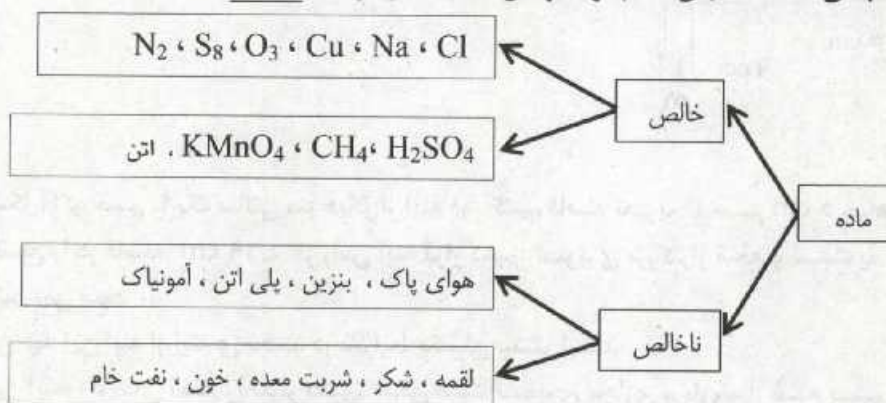 N₂ ، S₈ ، O₃ ، Cu ، Na ، Cl
خالص
KMnO₄ ، CH₄ ، H₂SO₄ ، اتن
ماده
هوای پاک ، بنزین ، پلی اتن ، آمونیاک
ناخالص
لقمه ، شکر ، شربت معده ، خون ، نفت خام